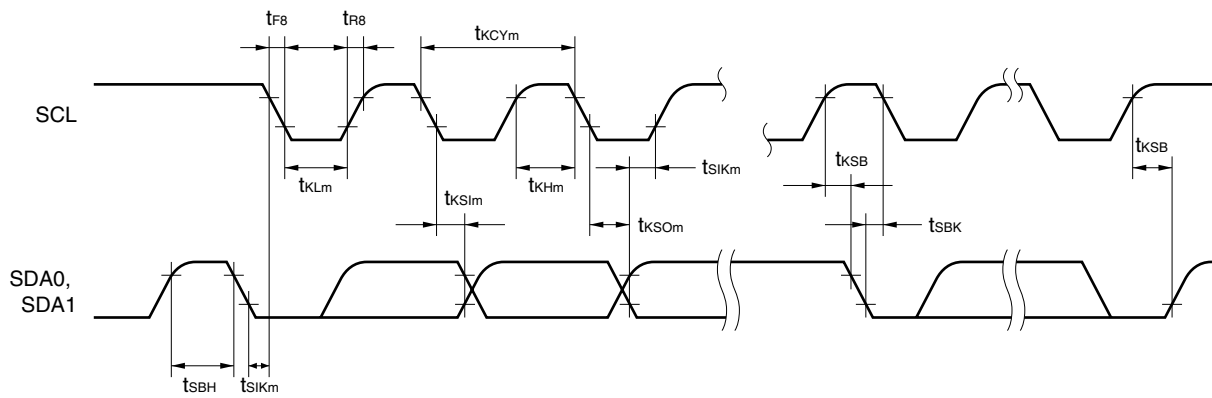 tF8
tR8
tKCYm
SCL
tKLm
tKSIm
tKHm
tSIKm
tKSOm
tKSB
tSBK
tKSB
SDA0,
SDA1
tSBH
tSIKm